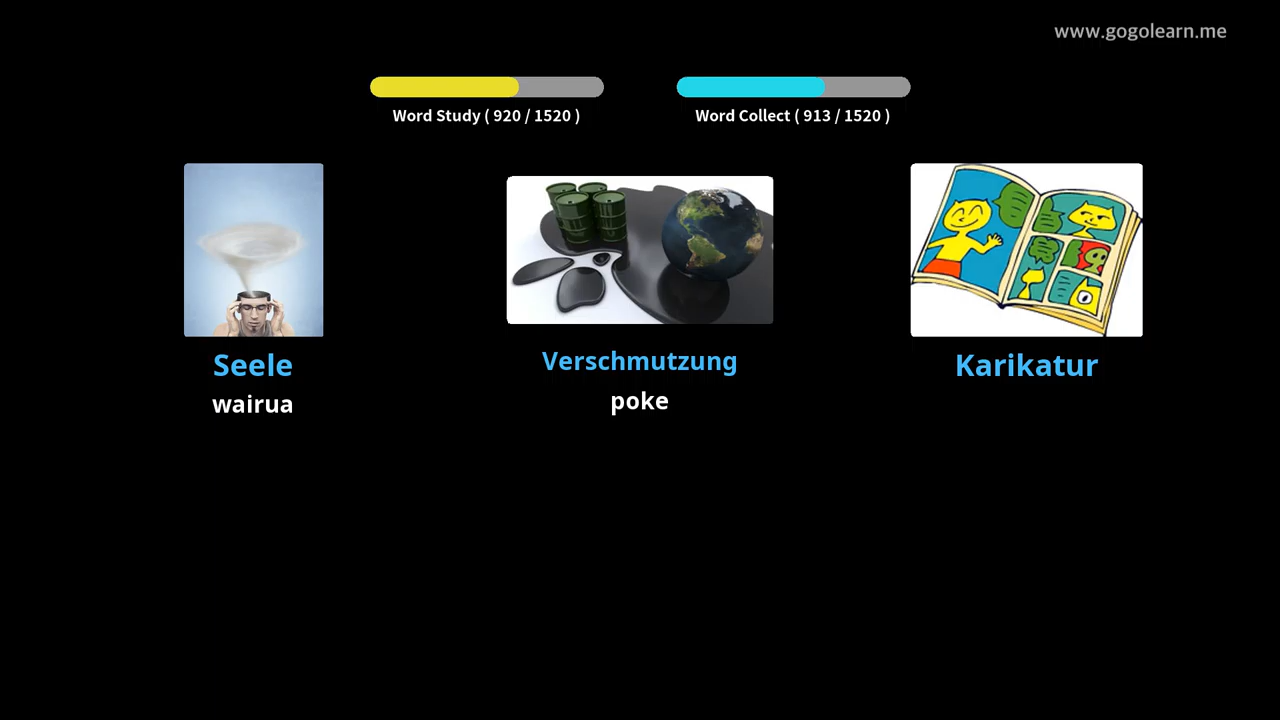 www.gogolearn.me
Word Study ( 920 / 1520 )
Word Collect ( 913 / 1520 )
Seele
Verschmutzung
Karikatur
wairua
poke